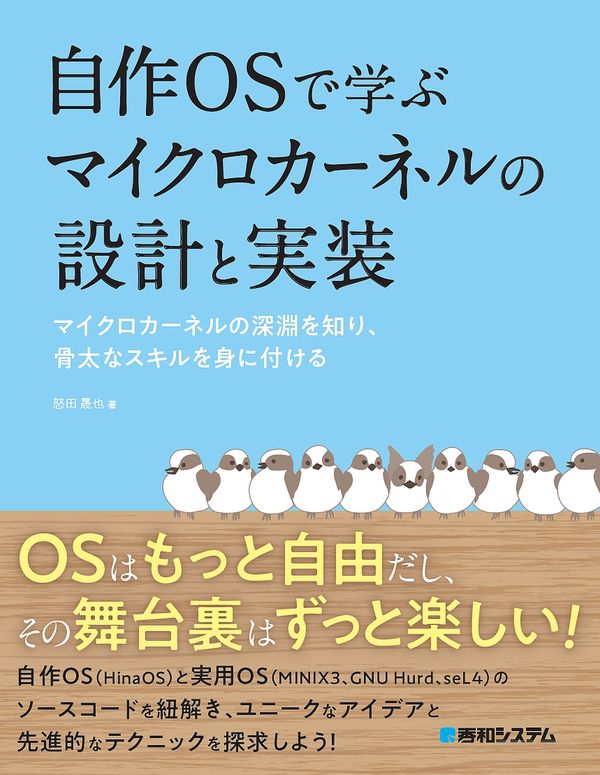 自作OSで学ぶ
マイクロカーネルの
設計と実装
マイクロカーネルの深淵を知り、
骨太なスキルを身に付ける
怒田 晟也 著
OSはもっと自由だし、
その舞台裏はずっと楽しい!
自作OS(HinaOS)と実用OS(MINIX3、GNU Hurd、seL4)の
ソースコードを紐解き、ユニークなアイデアと
先進的なテクニックを探求しよう!
秀和システム